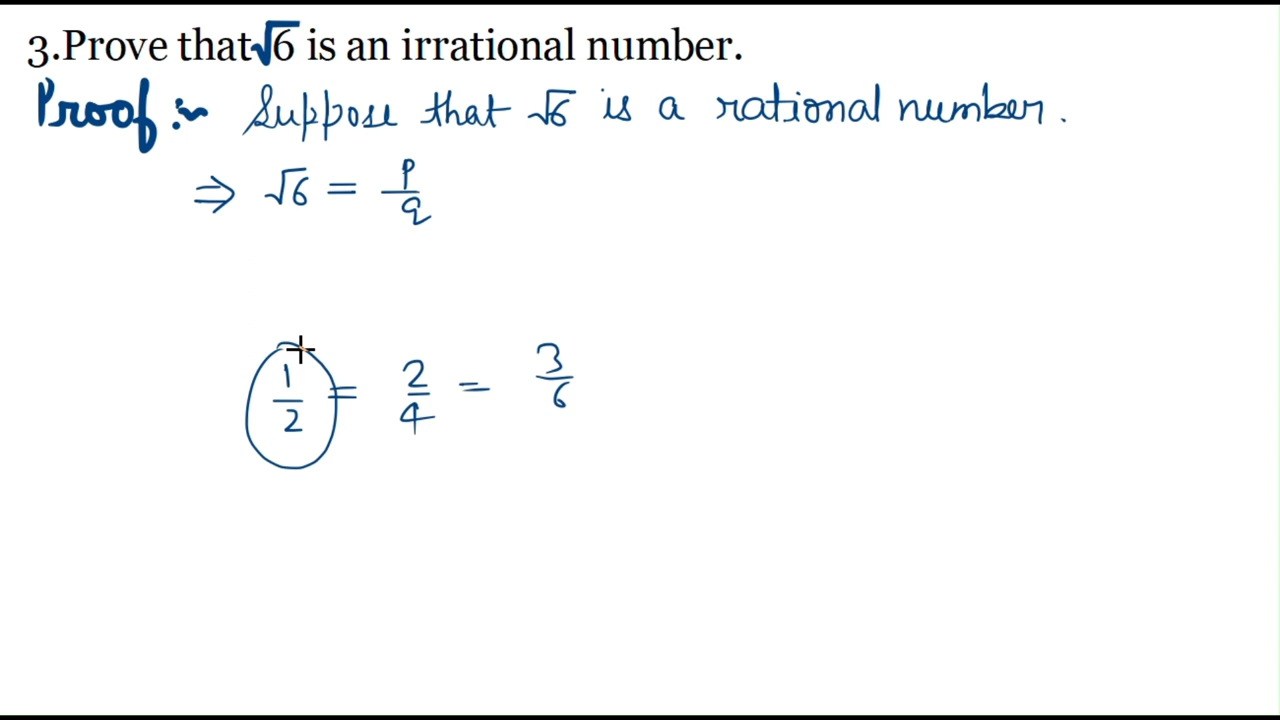 3.Prove that √6 is an irrational number.
Proof :~ Suppose that √6 is a rational number.
⇒ √6 = p/q
1/2 = 2/4 = 3/6